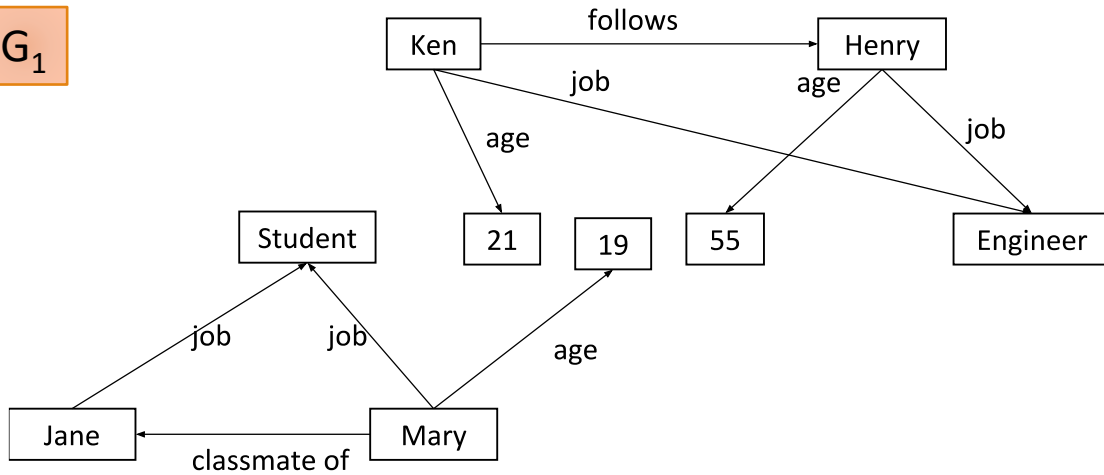 G1
follows
Ken
Henry
job
age
age
job
Student
21
19
55
Engineer
job
job
age
Jane
Mary
classmate of